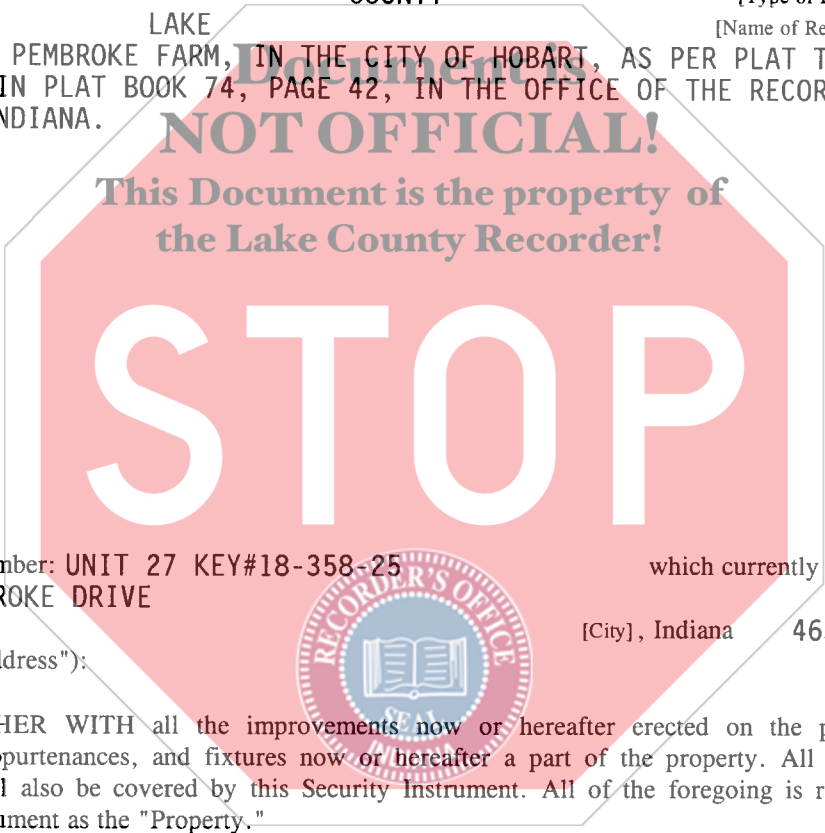 COUNTY
LAKE [Name of Re
PEMBROKE FARM, IN THE CITY OF HOBART, AS PER PLAT T
IN PLAT BOOK 74, PAGE 42, IN THE OFFICE OF THE RECOR
NDIANA.
Document is
NOT OFFICIAL!
This Document is the property of
the Lake County Recorder!
STOP
mber: UNIT 27 KEY#18-358-25 which currently
ROKE DRIVE
[City], Indiana 46
ddress"):
RECORDER'S OFFICE
SEAL
INDIANA
HER WITH all the improvements now or hereafter erected on the p
purtenances, and fixtures now or hereafter a part of the property. All
l also be covered by this Security Instrument. All of the foregoing is r
ument as the "Property."